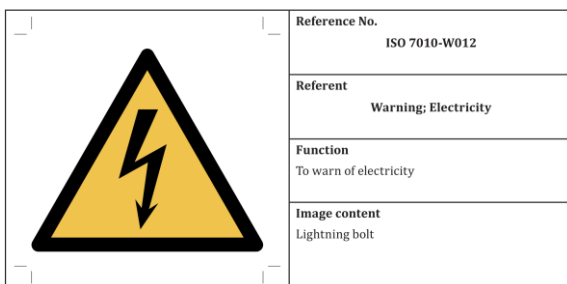 Reference No.
ISO 7010-W012
Referent
Warning; Electricity
Function
To warn of electricity
Image content
Lightning bolt